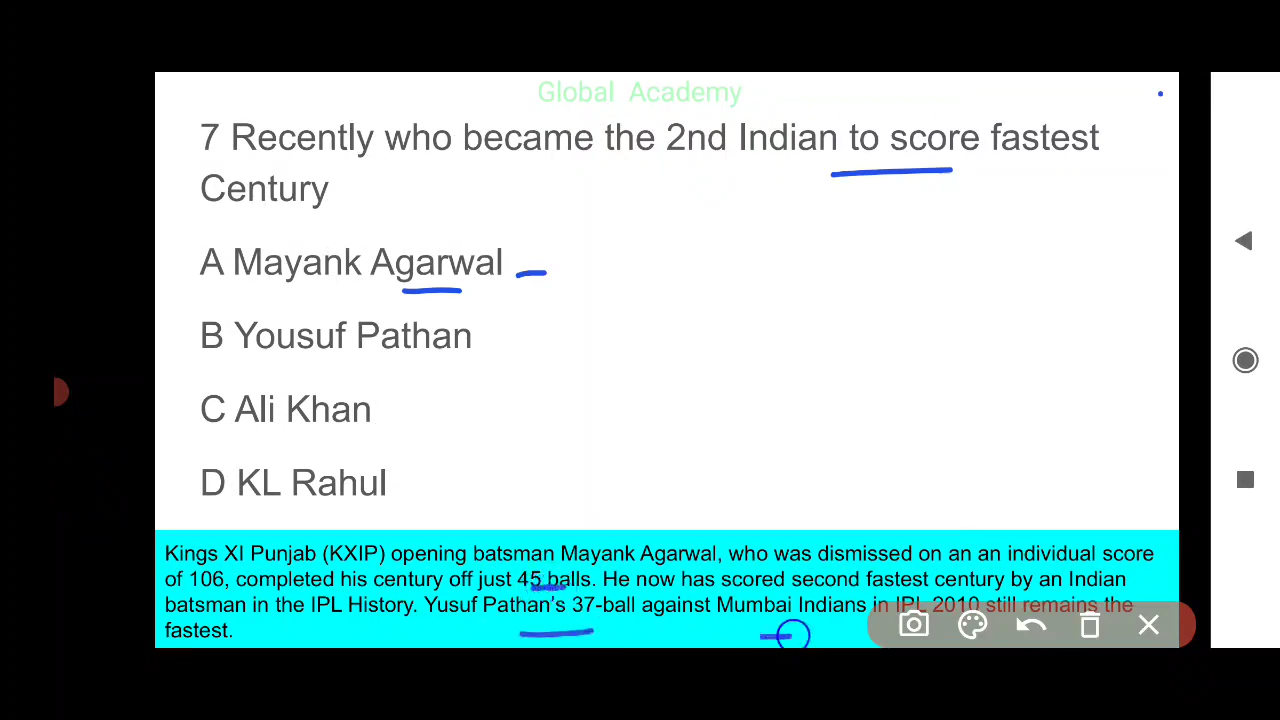 Global Academy
7 Recently who became the 2nd Indian to score fastest
Century
A Mayank Agarwal
B Yousuf Pathan
C Ali Khan
D KL Rahul
Kings XI Punjab (KXIP) opening batsman Mayank Agarwal, who was dismissed on an an individual score
of 106, completed his century off just 45 balls. He now has scored second fastest century by an Indian
batsman in the IPL History. Yusuf Pathan's 37-ball against Mumbai Indians in IPL 2010 still remains the
fastest.